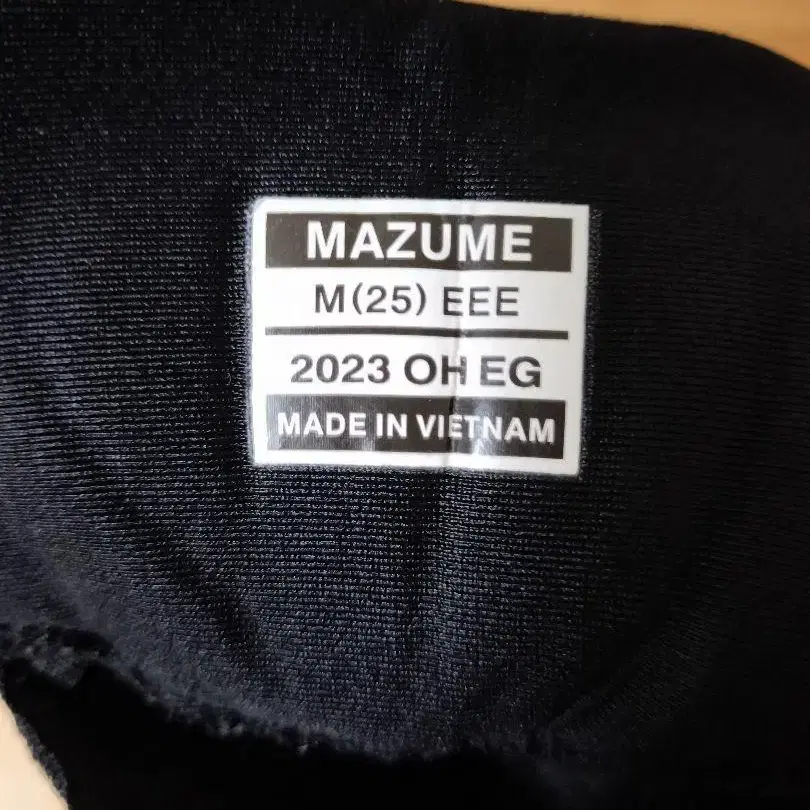 MAZUME
M(25) EEE
2023 OH EG
MADE IN VIETNAM